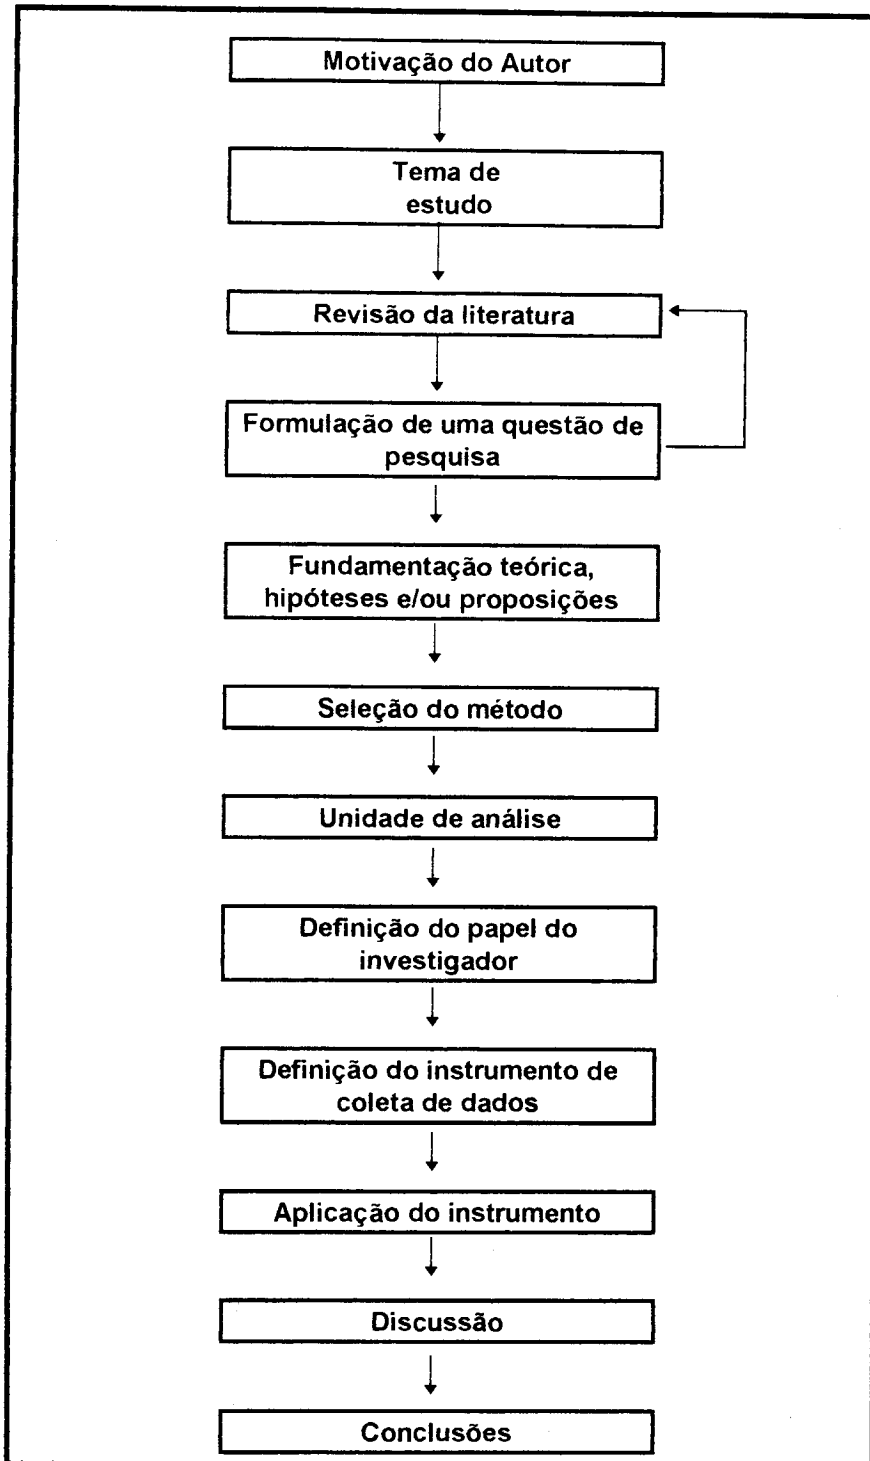 Motivação do Autor
Tema de
estudo
Revisão da literatura
Formulação de uma questão de
pesquisa
Fundamentação teórica,
hipóteses e/ou proposições
Seleção do método
Unidade de análise
Definição do papel do
investigador
Definição do instrumento de
coleta de dados
Aplicação do instrumento
Discussão
Conclusões